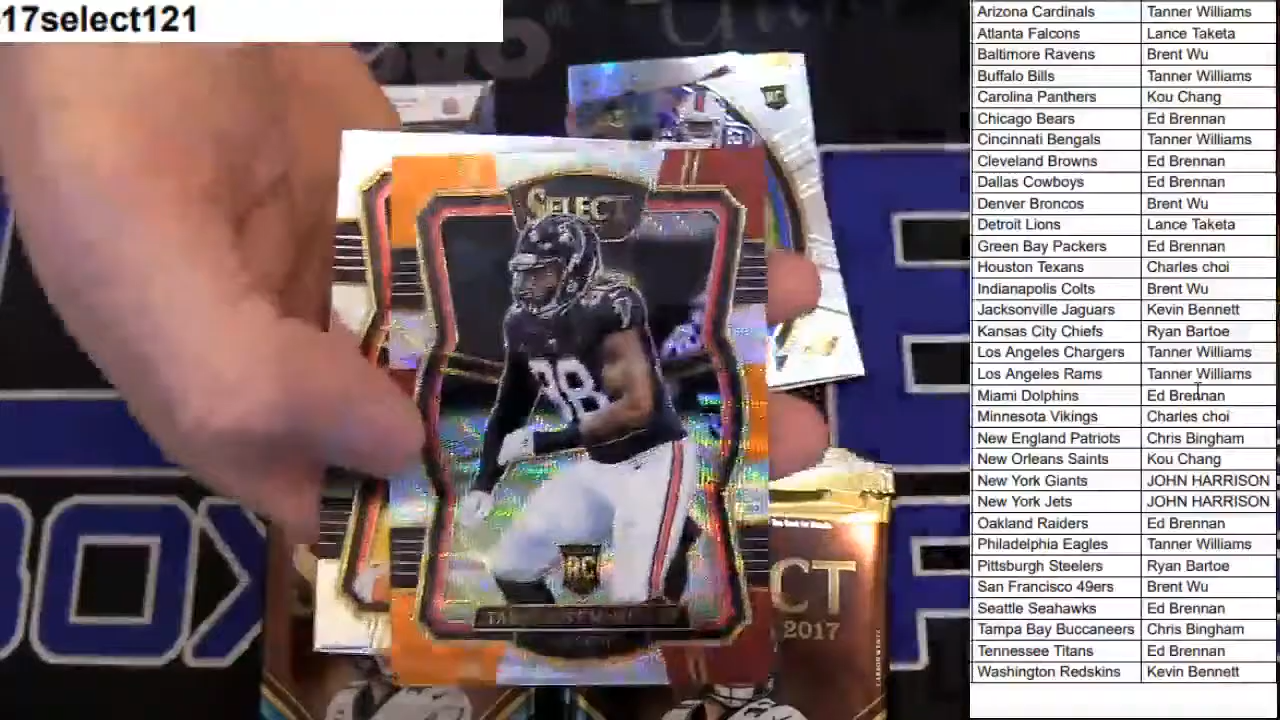 17select121
SELECT
98
RC
RC
CT
2017
Arizona Cardinals Tanner Williams
Atlanta Falcons Lance Taketa
Baltimore Ravens Brent Wu
Buffalo Bills Tanner Williams
Carolina Panthers Kou Chang
Chicago Bears Ed Brennan
Cincinnati Bengals Tanner Williams
Cleveland Browns Ed Brennan
Dallas Cowboys Ed Brennan
Denver Broncos Brent Wu
Detroit Lions Lance Taketa
Green Bay Packers Ed Brennan
Houston Texans Charles choi
Indianapolis Colts Brent Wu
Jacksonville Jaguars Kevin Bennett
Kansas City Chiefs Ryan Bartoe
Los Angeles Chargers Tanner Williams
Los Angeles Rams Tanner Williams
Miami Dolphins Ed Brennan
Minnesota Vikings Charles choi
New England Patriots Chris Bingham
New Orleans Saints Kou Chang
New York Giants JOHN HARRISON
New York Jets JOHN HARRISON
Oakland Raiders Ed Brennan
Philadelphia Eagles Tanner Williams
Pittsburgh Steelers Ryan Bartoe
San Francisco 49ers Brent Wu
Seattle Seahawks Ed Brennan
Tampa Bay Buccaneers Chris Bingham
Tennessee Titans Ed Brennan
Washington Redskins Kevin Bennett